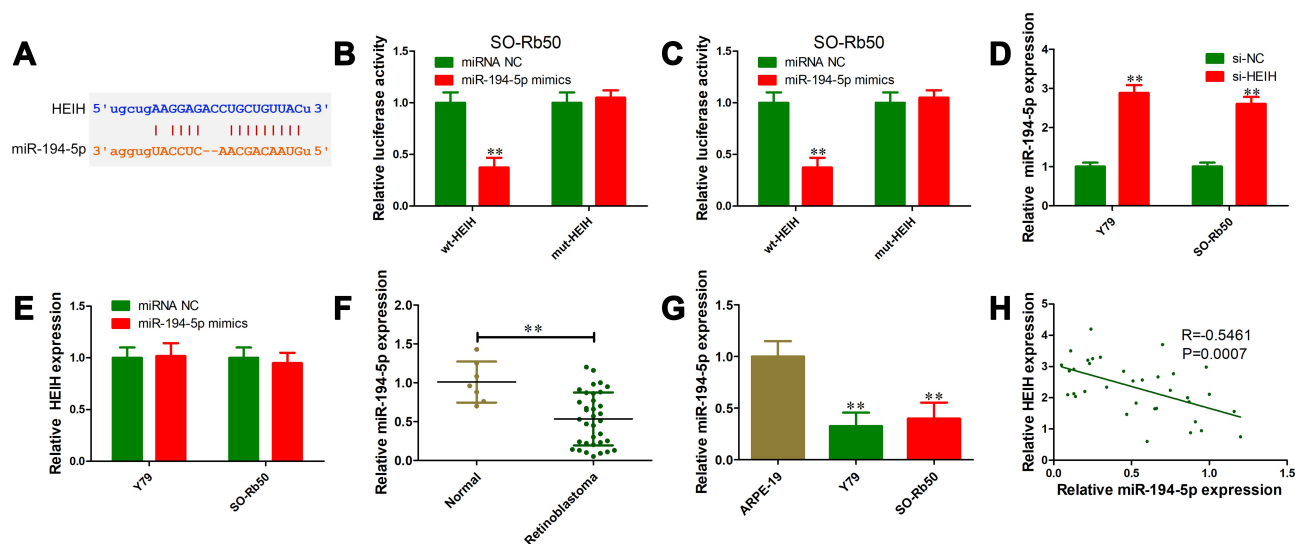 A
HEIH 5'ugcugAAGGAGACCUGCUGUUACu3'
miR-194-5p 3'aggugUACCUC--AACGACAAUGu5'
B
SO-Rb50
Relative luciferase activity
1.5
1.0
0.5
0.0
miRNA NC
miR-194-5p mimics
**
wt-HEIH
mut-HEIH
C
SO-Rb50
Relative luciferase activity
1.5
1.0
0.5
0.0
miRNA NC
miR-194-5p mimics
**
wt-HEIH
mut-HEIH
D
Relative miR-194-5p expression
4
3
2
1
0
si-NC
si-HEIH
**
**
Y79
SO-Rb50
E
Relative HEIH expression
1.5
1.0
0.5
0.0
miRNA NC
miR-194-5p mimics
Y79
SO-Rb50
F
Relative miR-194-5p expression
2.0
1.5
1.0
0.5
0.0
**
Normal
Retinoblastoma
G
Relative miR-194-5p expression
1.5
1.0
0.5
0.0
**
**
ARPE-19
Y79
SO-Rb50
H
Relative HEIH expression
5
4
3
2
1
0
R=-0.5461
P=0.0007
0.0 0.5 1.0 1.5
Relative miR-194-5p expression